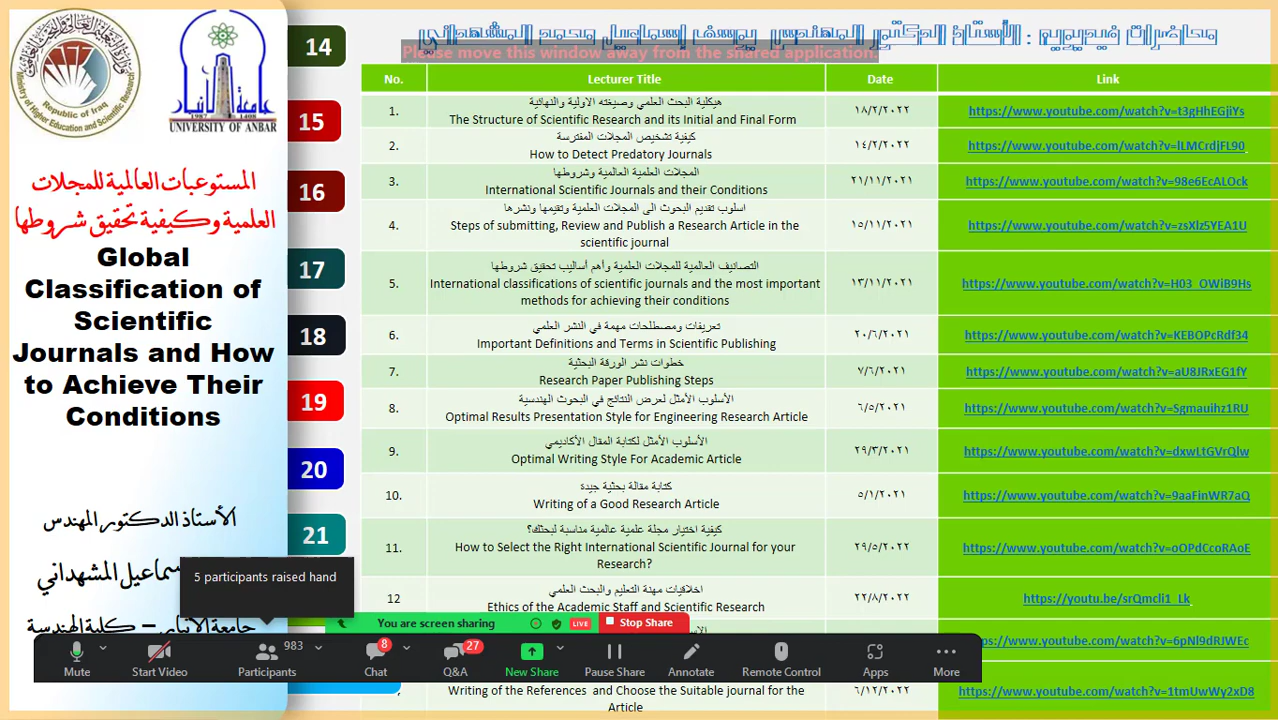 Ministry of Higher Education and Scientific Research
Republic of Iraq
جامعة الأنبار
UNIVERSITY OF ANBAR
1987 1408
المستوعبات العالمية للمجلات
العلمية وكيفية تحقيق شروطها
Global
Classification of
Scientific
Journals and How
to Achieve Their
Conditions
الأستاذ الدكتور المهندس
سماعيل المشهداني
جامعة الانبار – كلية الهندسة
14
15
16
17
18
19
20
21
محاضرات فيديوية : الأستاذ الدكتور المهندس يوسف إسماعيل محمد المشهداني
Please move this window away from the shared application.
No. Lecturer Title Date Link
1. هيكلية البحث العلمي وصيغته الاولية والنهائية
The Structure of Scientific Research and its Initial and Final Form ١٨/٢/٢٠٢٢ https://www.youtube.com/watch?v=t3gHhEGjiYs
2. كيفية تشخيص المجلات المفترسة
How to Detect Predatory Journals ١٤/٢/٢٠٢٢ https://www.youtube.com/watch?v=lLMCrdjFL90.
3. المجلات العلمية العالمية وشروطها
International Scientific Journals and their Conditions ٢١/١١/٢٠٢١ https://www.youtube.com/watch?v=98e6EcALOck
4. اسلوب تقديم البحوث الى المجلات العلمية وتقيمها ونشرها
Steps of submitting, Review and Publish a Research Article in the
scientific journal ١٥/١١/٢٠٢١ https://www.youtube.com/watch?v=zsXlz5YEA1U
5. التصانيف العالمية للمجلات العلمية وأهم أساليب تحقيق شروطها
International classifications of scientific journals and the most important
methods for achieving their conditions ١٣/١١/٢٠٢١ https://www.youtube.com/watch?v=H03_OWiB9Hs
6. تعريفات ومصطلحات مهمة في النشر العلمي
Important Definitions and Terms in Scientific Publishing ٢٠/٦/٢٠٢١ https://www.youtube.com/watch?v=KEBOPcRdf34
7. خطوات نشر الورقة البحثية
Research Paper Publishing Steps ٧/٦/٢٠٢١ https://www.youtube.com/watch?v=aU8JRxEG1fY
8. الأسلوب الأمثل لعرض النتائج في البحوث الهندسية
Optimal Results Presentation Style for Engineering Research Article ٦/٥/٢٠٢١ https://www.youtube.com/watch?v=Sgmauihz1RU
9. الأسلوب الأمثل لكتابة المقال الأكاديمي
Optimal Writing Style For Academic Article ٢٩/٣/٢٠٢١ https://www.youtube.com/watch?v=dxwLtGVrQlw
10. كتابة مقالة بحثية جيدة
Writing of a Good Research Article ٥/١/٢٠٢١ https://www.youtube.com/watch?v=9aaFinWR7aQ
11. كيفية اختيار مجلة علمية عالمية مناسبة لبحثك؟
How to Select the Right International Scientific Journal for your
Research? ٢٩/٥/٢٠٢٢ https://www.youtube.com/watch?v=oOPdCcoRAoE
12 اخلاقيات مهنة التعليم والبحث العلمي
Ethics of the Academic Staff and Scientific Research ٢٢/٨/٢٠٢٢ https://youtu.be/srQmcli1_Lk.
https://www.youtube.com/watch?v=6pNl9dRJWEc
Writing of the References and Choose the Suitable journal for the
Article ٦/١٢/٢٠٢٢ https://www.youtube.com/watch?v=1tmUwWy2xD8
5 participants raised hand
You are screen sharing LIVE Stop Share
983 8 27
Mute Start Video Participants Chat Q&A New Share Pause Share Annotate Remote Control Apps More